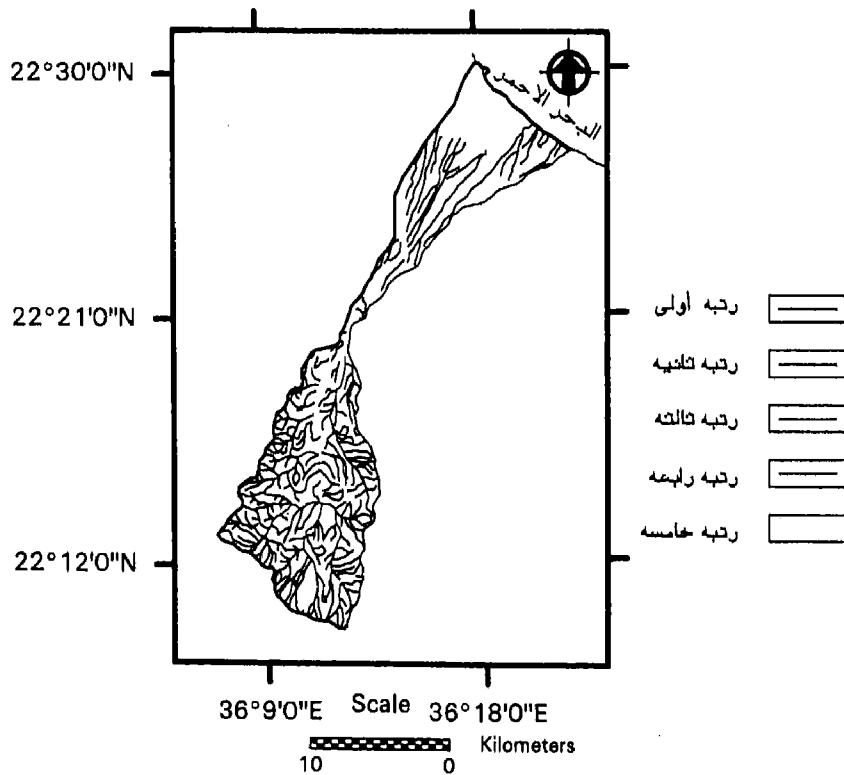 22°30'0"N
البحر الاحمر
22°21'0"N
رتبه أولى
رتبه ثانيه
رتبه ثالثه
رتبه رابعه
رتبه خامسه
22°12'0"N
36°9'0"E
Scale
36°18'0"E
10
0
Kilometers